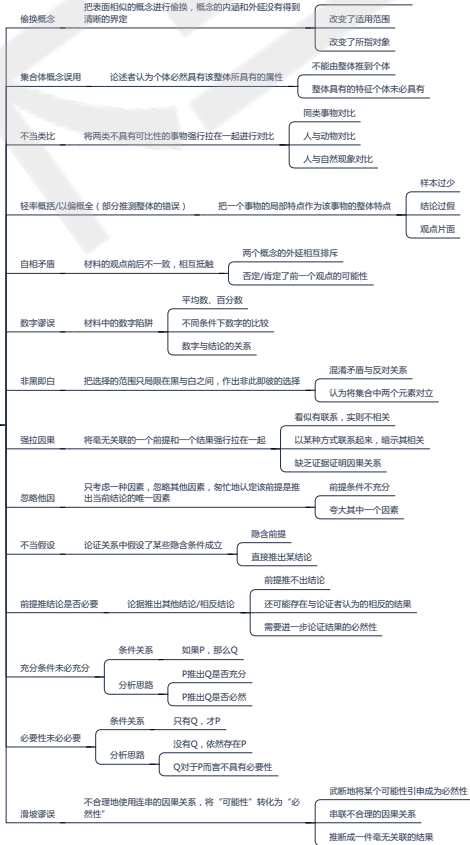 偷换概念
把表面相似的概念进行偷换，概念的内涵和外延没有得到
清晰的界定
改变了适用范围
改变了所指对象
集合体概念误用
论述者认为个体必然具有该整体所具有的属性
不能由整体推到个体
整体具有的特征个体未必具有
不当类比
将两类不具有可比性的事物强行拉在一起进行对比
同类事物对比
人与动物对比
人与自然现象对比
轻率概括/以偏概全（部分推测整体的错误）
把一个事物的局部特点作为该事物的整体特点
样本过少
结论过假
观点片面
自相矛盾
材料的观点前后不一致，相互抵触
两个概念的外延相互排斥
否定/肯定了前一个观点的可能性
数字谬误
材料中的数字陷阱
平均数、百分数
不同条件下数字的比较
数字与结论的关系
非黑即白
把选择的范围只局限在黑与白之间，作出非此即彼的选择
混淆矛盾与反对关系
认为将集合中两个元素对立
强拉因果
将毫无关联的一个前提和一个结果强行拉在一起
看似有联系，实则不相关
以某种方式联系起来，暗示其相关
缺乏证据证明因果关系
忽略他因
只考虑一种因素，忽略其他因素，匆忙地认定该前提是推
出当前结论的唯一因素
前提条件不充分
夸大其中一个因素
不当假设
论证关系中假设了某些隐含条件成立
隐含前提
直接推出某结论
前提推结论是否必要
论据推出其他结论/相反结论
前提推不出结论
还可能存在与论证者认为的相反的结果
需要进一步论证结果的必然性
充分条件未必充分
条件关系
如果P，那么Q
分析思路
P推出Q是否充分
P推出Q是否必然
必要性未必必要
条件关系
只有Q，才P
分析思路
没有Q，依然存在P
Q对于P而言不具有必要性
滑坡谬误
不合理地使用连串的因果关系，将“可能性”转化为“必
然性”
武断地将某个可能性引申成为必然性
串联不合理的因果关系
推断成一件毫无关联的结果